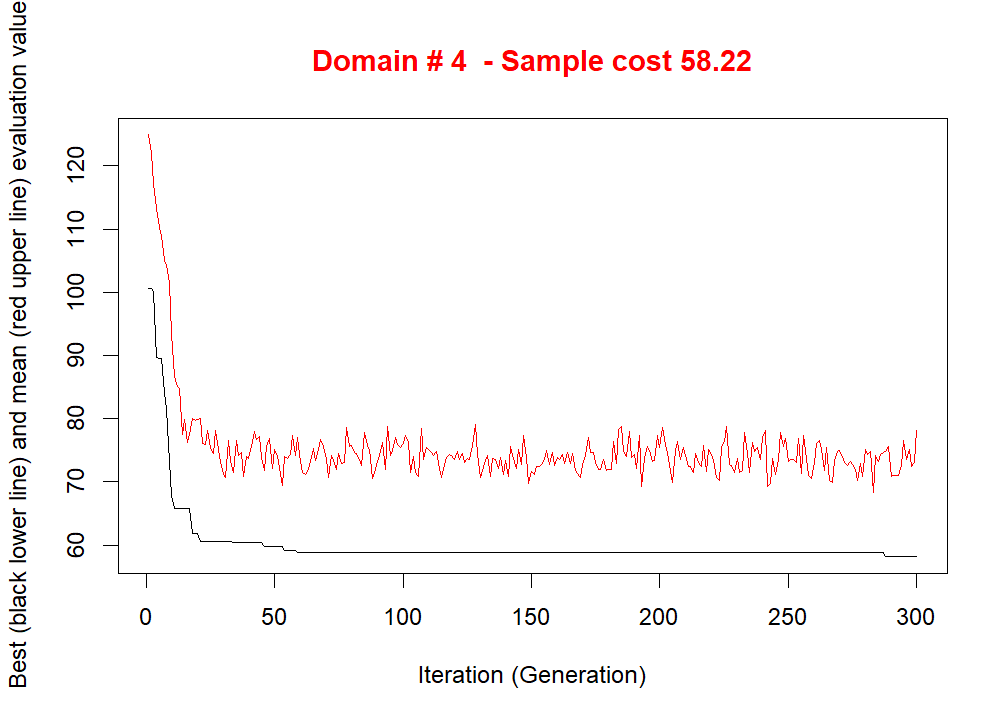 Domain # 4  - Sample cost 58.22
Best (black lower line) and mean (red upper line) evaluation value
120
110
100
90
80
70
60
0 50 100 150 200 250 300
Iteration (Generation)